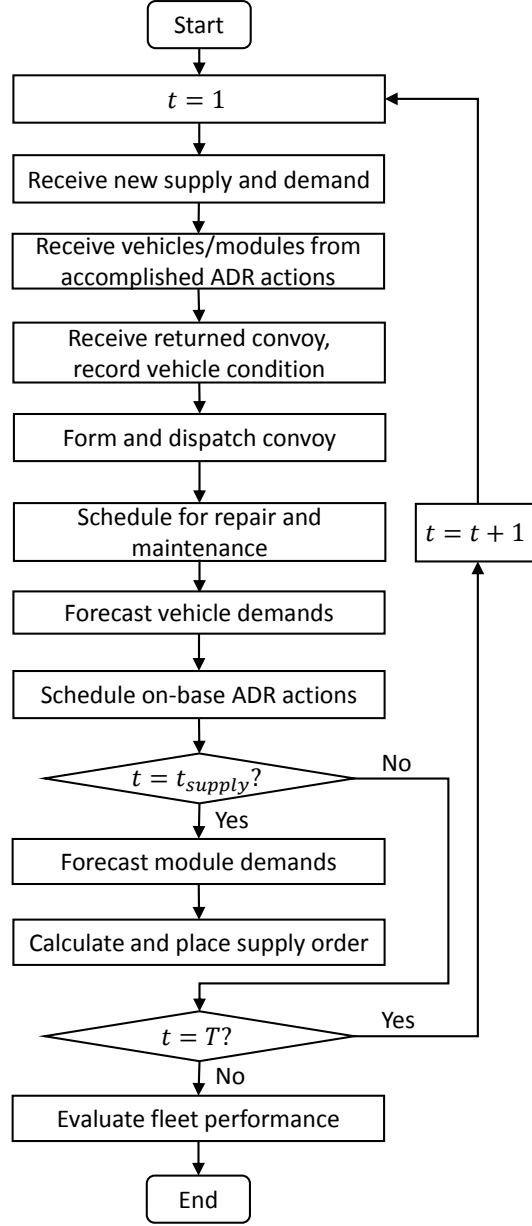 Start
t = 1
Receive new supply and demand
Receive vehicles/modules from
accomplished ADR actions
Receive returned convoy,
record vehicle condition
Form and dispatch convoy
Schedule for repair and
maintenance
t = t + 1
Forecast vehicle demands
Schedule on-base ADR actions
t = t_{supply}?
No
Yes
Forecast module demands
Calculate and place supply order
t = T?
Yes
No
Evaluate fleet performance
End